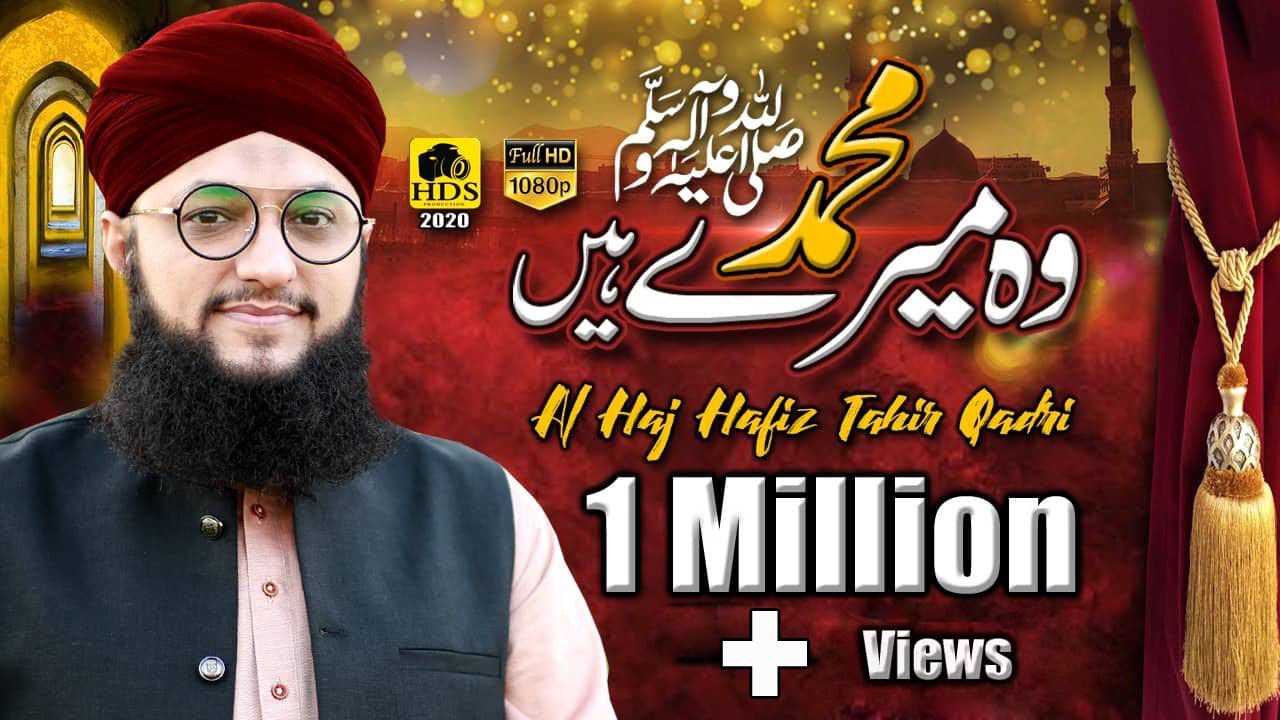 صلی اللہ علیہ وآلہ وسلم
وہ میرے محمد ہیں
HDS
PRODUCTION
2020
Full HD
1080p
Al Haj Hafiz Tahir Qadri
1 Million
+ Views